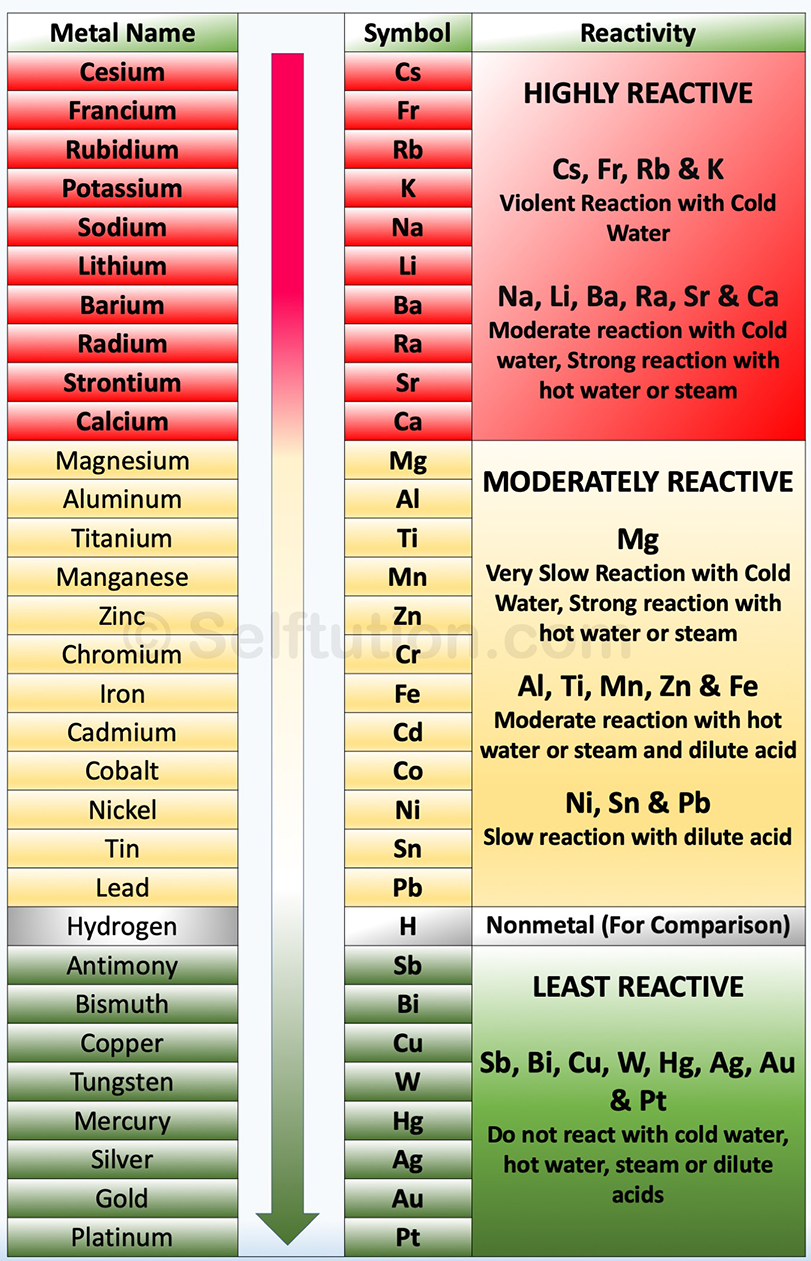 Metal Name Symbol Reactivity
Cesium Cs
Francium Fr
Rubidium Rb
Potassium K
Sodium Na
Lithium Li
Barium Ba
Radium Ra
Strontium Sr
Calcium Ca
HIGHLY REACTIVE
Cs, Fr, Rb & K
Violent Reaction with Cold
Water
Na, Li, Ba, Ra, Sr & Ca
Moderate reaction with Cold
water, Strong reaction with
hot water or steam
Magnesium Mg
Aluminum Al
Titanium Ti
Manganese Mn
Zinc Zn
Chromium Cr
Iron Fe
Cadmium Cd
Cobalt Co
Nickel Ni
Tin Sn
Lead Pb
MODERATELY REACTIVE
Mg
Very Slow Reaction with Cold
Water, Strong reaction with
hot water or steam
Al, Ti, Mn, Zn & Fe
Moderate reaction with hot
water or steam and dilute acid
Ni, Sn & Pb
Slow reaction with dilute acid
© Selftution.com
Hydrogen H Nonmetal (For Comparison)
Antimony Sb
Bismuth Bi
Copper Cu
Tungsten W
Mercury Hg
Silver Ag
Gold Au
Platinum Pt
LEAST REACTIVE
Sb, Bi, Cu, W, Hg, Ag, Au
& Pt
Do not react with cold water,
hot water, steam or dilute
acids